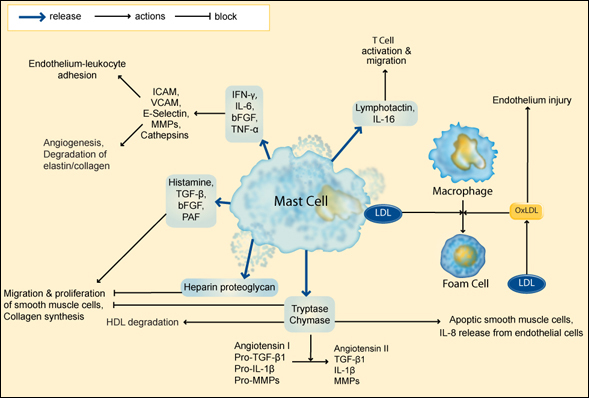 release
actions
block
T Cell
activation &
migration
Endothelium-leukocyte
adhesion
ICAM,
VCAM,
E-Selectin,
MMPs,
Cathepsins
IFN-γ,
IL-6,
bFGF,
TNF-α
Lymphotactin,
IL-16
Endothelium injury
Angiogenesis,
Degradation of
elastin/collagen
Histamine,
TGF-β,
bFGF,
PAF
Mast Cell
Macrophage
LDL
OxLDL
Foam Cell
LDL
Heparin proteoglycan
Migration & proliferation
of smooth muscle cells,
Collagen synthesis
Tryptase
Chymase
HDL degradation
Apoptic smooth muscle cells,
IL-8 release from endothelial cells
Angiotensin I
Pro-TGF-β1
Pro-IL-1β
Pro-MMPs
Angiotensin II
TGF-β1
IL-1β
MMPs